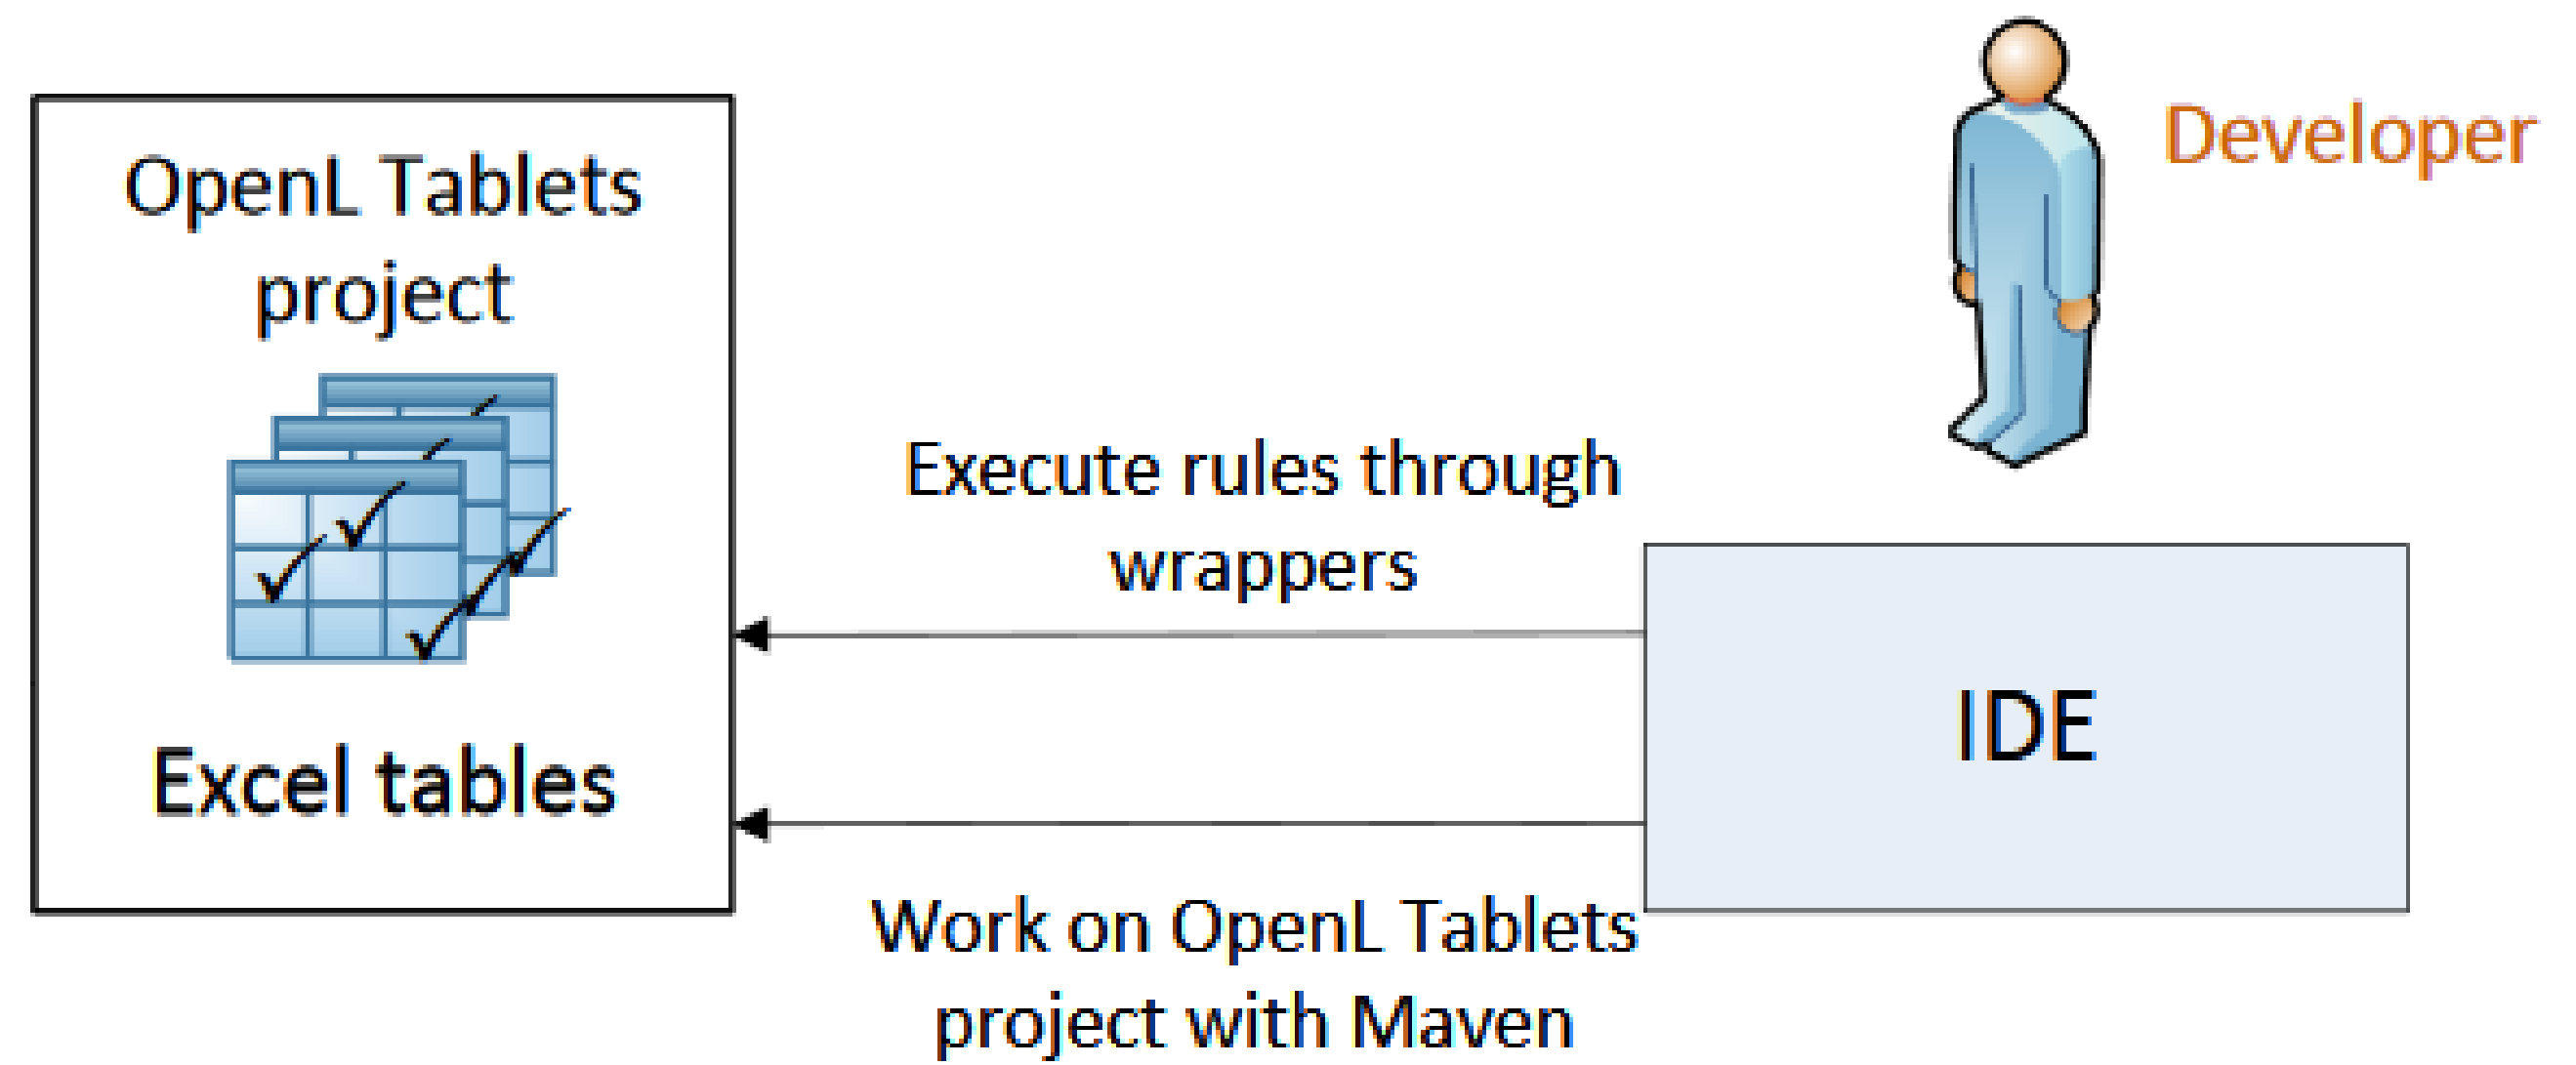 OpenL Tablets
project
Excel tables
Execute rules through
wrappers
Work on OpenL Tablets
project with Maven
Developer
IDE